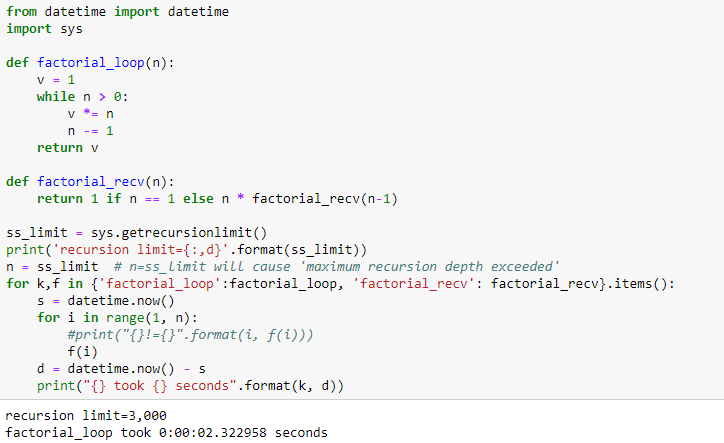 from datetime import datetime
import sys
def factorial_loop(n):
    v = 1
    while n > 0:
        v *= n
        n -= 1
    return v
def factorial_recv(n):
    return 1 if n == 1 else n * factorial_recv(n-1)
ss_limit = sys.getrecursionlimit()
print('recursion limit={:,d}'.format(ss_limit))
n = ss_limit  # n=ss_limit will cause 'maximum recursion depth exceeded'
for k,f in {'factorial_loop':factorial_loop, 'factorial_recv': factorial_recv}.items():
    s = datetime.now()
    for i in range(1, n):
        #print("{}!={}".format(i, f(i)))
        f(i)
    d = datetime.now() - s
    print("{} took {} seconds".format(k, d))
recursion limit=3,000
factorial_loop took 0:00:02.322958 seconds